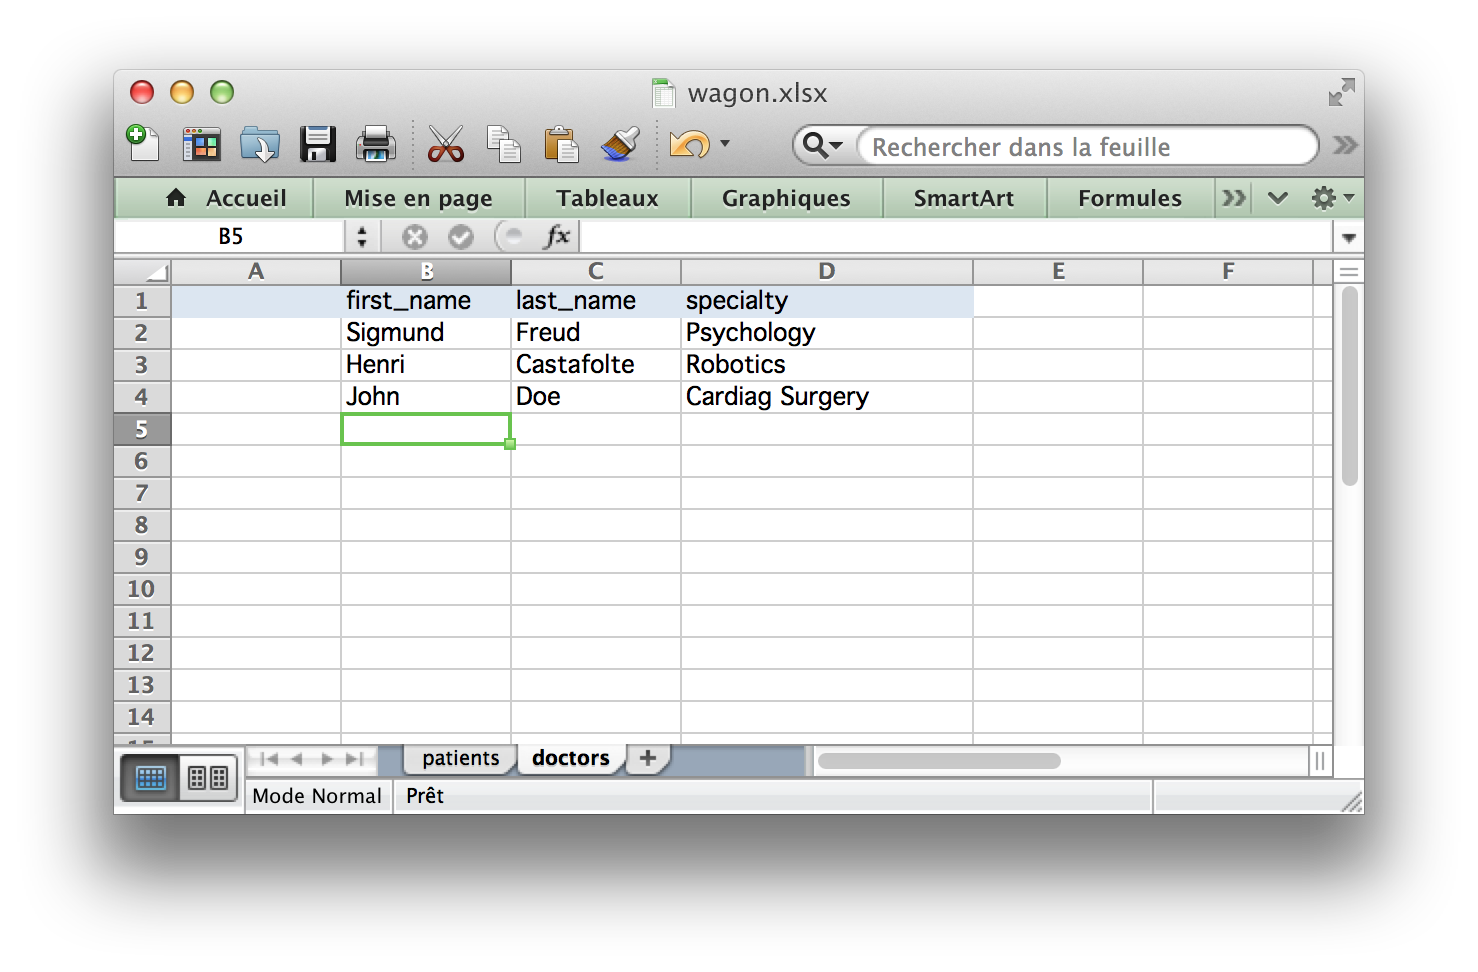 wagon.xlsx
Rechercher dans la feuille
Accueil Mise en page Tableaux Graphiques SmartArt Formules
B5 fx
A B C D E F
1 first_name last_name specialty
2 Sigmund Freud Psychology
3 Henri Castafolte Robotics
4 John Doe Cardiag Surgery
5
6
7
8
9
10
11
12
13
14
15
patients doctors
Mode Normal Prêt